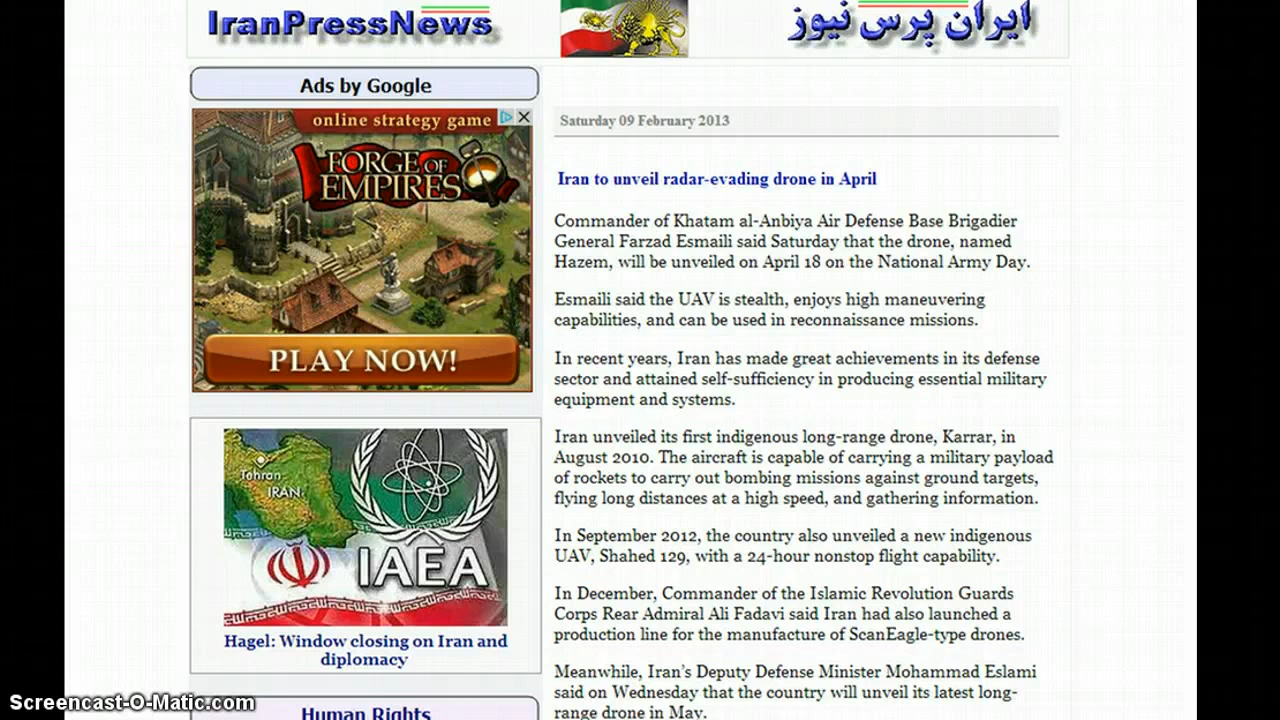 IranPressNews
ایران پرس نیوز
Ads by Google
online strategy game
FORGE OF
EMPIRES
PLAY NOW!
Tehran
IRAN
IAEA
Hagel: Window closing on Iran and
diplomacy
Human Rights
Saturday 09 February 2013
Iran to unveil radar-evading drone in April
Commander of Khatam al-Anbiya Air Defense Base Brigadier
General Farzad Esmaili said Saturday that the drone, named
Hazem, will be unveiled on April 18 on the National Army Day.
Esmaili said the UAV is stealth, enjoys high maneuvering
capabilities, and can be used in reconnaissance missions.
In recent years, Iran has made great achievements in its defense
sector and attained self-sufficiency in producing essential military
equipment and systems.
Iran unveiled its first indigenous long-range drone, Karrar, in
August 2010. The aircraft is capable of carrying a military payload
of rockets to carry out bombing missions against ground targets,
flying long distances at a high speed, and gathering information.
In September 2012, the country also unveiled a new indigenous
UAV, Shahed 129, with a 24-hour nonstop flight capability.
In December, Commander of the Islamic Revolution Guards
Corps Rear Admiral Ali Fadavi said Iran had also launched a
production line for the manufacture of ScanEagle-type drones.
Meanwhile, Iran's Deputy Defense Minister Mohammad Eslami
said on Wednesday that the country will unveil its latest long-
range drone in May.
Screencast-O-Matic.com